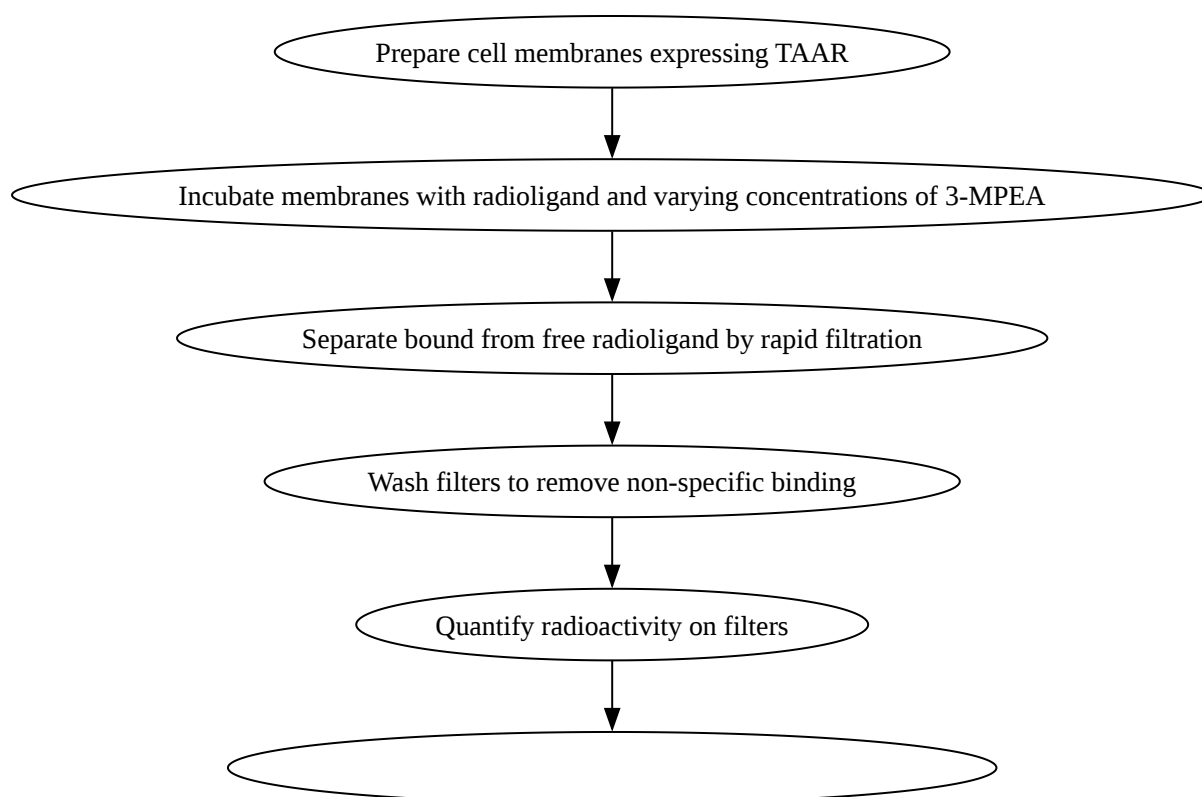 Prepare cell membranes expressing TAAR
Incubate membranes with radioligand and varying concentrations of 3-MPEA
Separate bound from free radioligand by rapid filtration
Wash filters to remove non-specific binding
Quantify radioactivity on filters